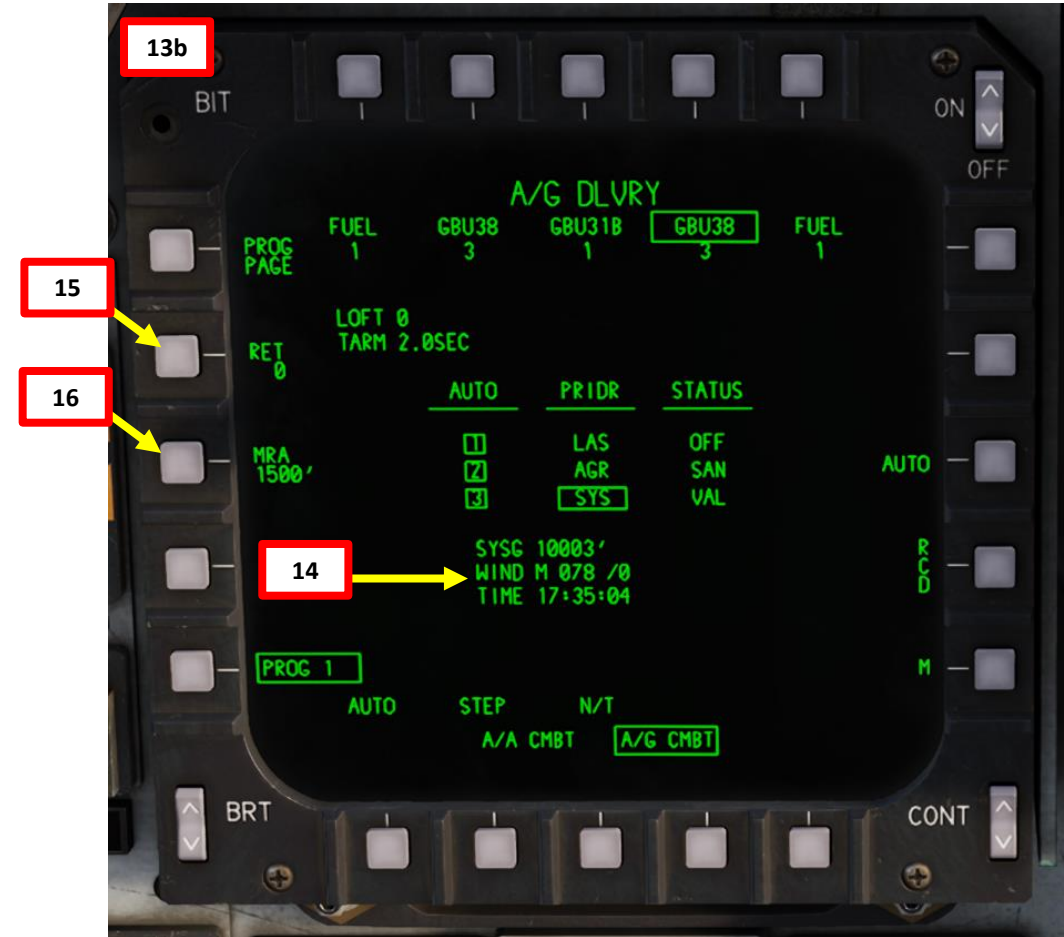 13b
BIT
ON
OFF
A/G DLVRY
FUEL GBU38 GBU31B GBU38 FUEL
1 3 1 3 1
PROG
PAGE
15
LOFT 0
TARM 2.0SEC
RET
0
16
AUTO PRIDR STATUS
1 LAS OFF
2 AGR SAN
3 SYS VAL
MRA
1500'
AUTO
14
SYSG 10003'
WIND M 078 /0
TIME 17:35:04
RCD
PROG 1
M
AUTO STEP N/T
A/A CMBT A/G CMBT
BRT
CONT